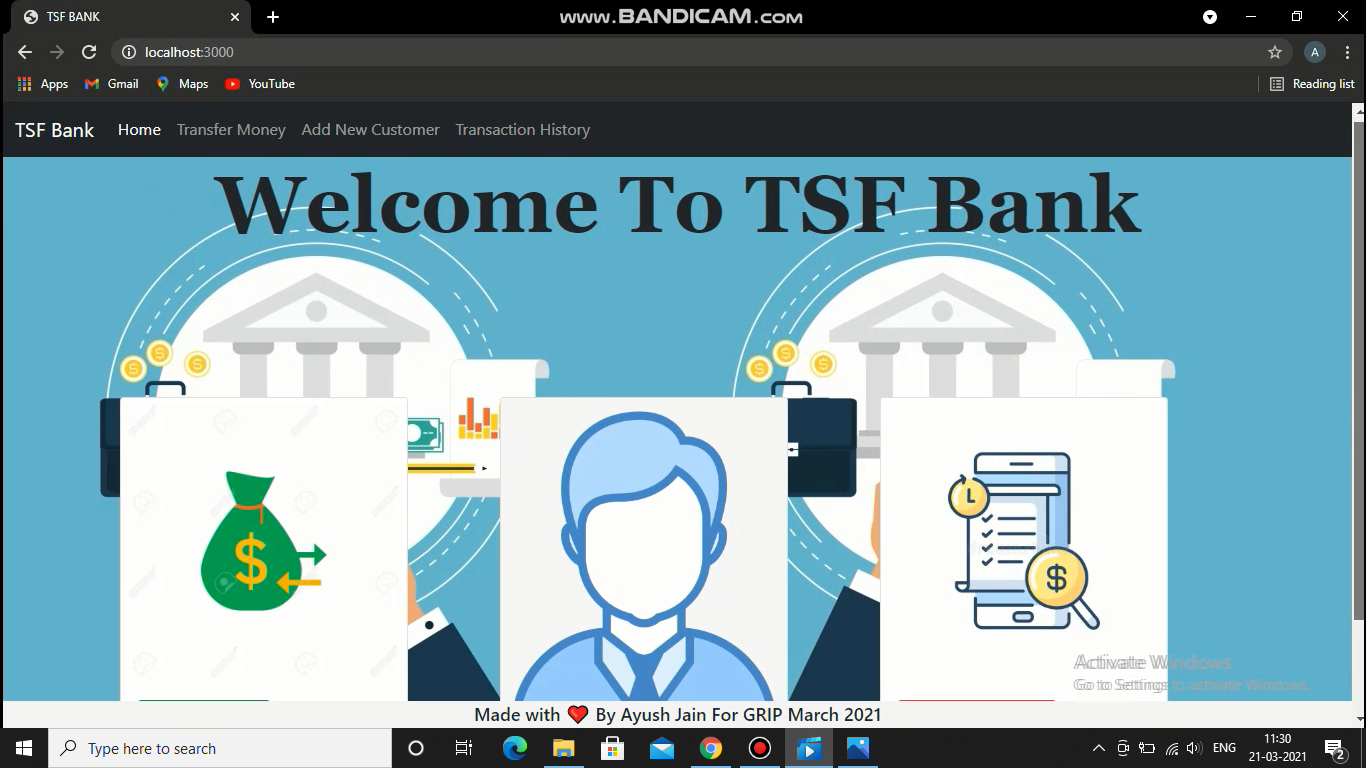 TSF BANK
www.BANDICAM.com
localhost:3000
A
Apps
Gmail
Maps
YouTube
Reading list
TSF Bank
Home
Transfer Money
Add New Customer
Transaction History
Welcome To TSF Bank
Activate Windows
Go to Settings to activate Windows.
Made with ❤ By Ayush Jain For GRIP March 2021
Type here to search
ENG
11:30
21-03-2021
2